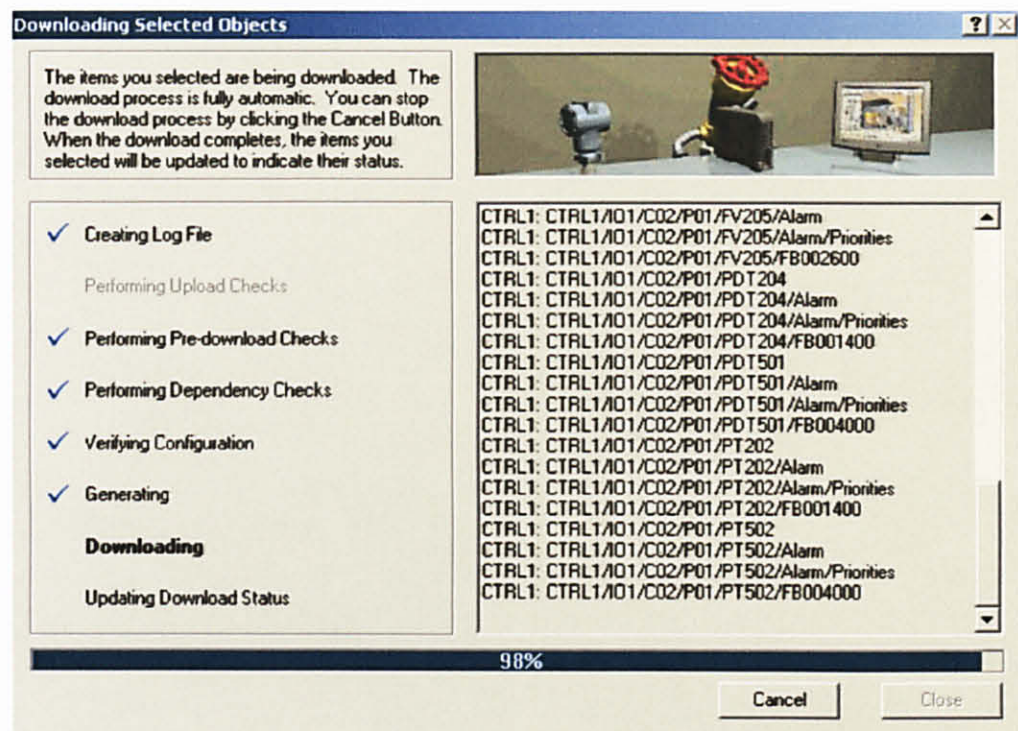 Downloading Selected Objects
The items you selected are being downloaded. The
download process is fully automatic. You can stop
the download process by clicking the Cancel Button.
When the download completes, the items you
selected will be updated to indicate their status.
Creating Log File
Performing Upload Checks
Performing Pre-download Checks
Performing Dependency Checks
Verifying Configuration
Generating
Downloading
Updating Download Status
CTRL1: CTRL1/IO1/C02/P01/FV205/Alarm
CTRL1: CTRL1/IO1/C02/P01/FV205/Alarm/Priorities
CTRL1: CTRL1/IO1/C02/P01/FV205/FB002600
CTRL1: CTRL1/IO1/C02/P01/PDT204
CTRL1: CTRL1/IO1/C02/P01/PDT204/Alarm
CTRL1: CTRL1/IO1/C02/P01/PDT204/Alarm/Priorities
CTRL1: CTRL1/IO1/C02/P01/PDT204/FB001400
CTRL1: CTRL1/IO1/C02/P01/PDT501
CTRL1: CTRL1/IO1/C02/P01/PDT501/Alarm
CTRL1: CTRL1/IO1/C02/P01/PDT501/Alarm/Priorities
CTRL1: CTRL1/IO1/C02/P01/PDT501/FB004000
CTRL1: CTRL1/IO1/C02/P01/PT202
CTRL1: CTRL1/IO1/C02/P01/PT202/Alarm
CTRL1: CTRL1/IO1/C02/P01/PT202/Alarm/Priorities
CTRL1: CTRL1/IO1/C02/P01/PT202/FB001400
CTRL1: CTRL1/IO1/C02/P01/PT502
CTRL1: CTRL1/IO1/C02/P01/PT502/Alarm
CTRL1: CTRL1/IO1/C02/P01/PT502/Alarm/Priorities
CTRL1: CTRL1/IO1/C02/P01/PT502/FB004000
98%
Cancel
Close